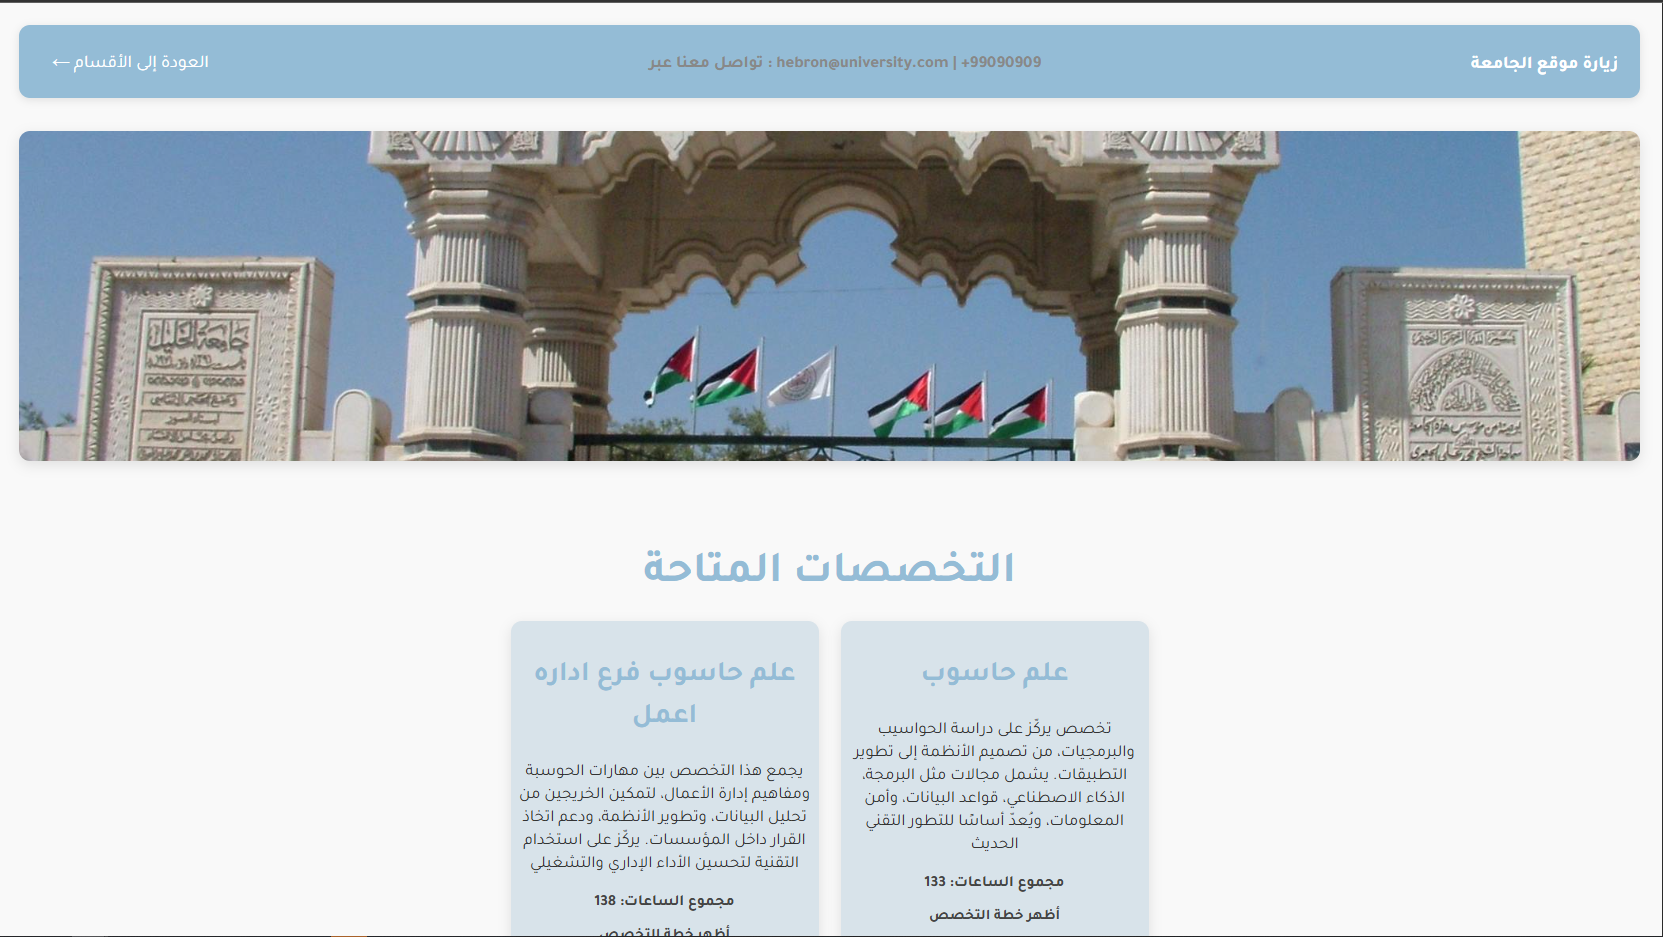 زيارة موقع الجامعة
تواصل معنا عبر : hebron@university.com | +99090909
العودة إلى الأقسام ←
جامعة الخليل
التخصصات المتاحة
علم حاسوب
تخصص يركّز على دراسة الحواسيب
والبرمجيات، من تصميم الأنظمة إلى تطوير
التطبيقات. يشمل مجالات مثل البرمجة،
الذكاء الاصطناعي، قواعد البيانات، وأمن
المعلومات، ويُعدّ أساسًا للتطور التقني
الحديث
مجموع الساعات: 133
أظهر خطة التخصص
علم حاسوب فرع اداره
اعمل
يجمع هذا التخصص بين مهارات الحوسبة
ومفاهيم إدارة الأعمال، لتمكين الخريجين من
تحليل البيانات، وتطوير الأنظمة، ودعم اتخاذ
القرار داخل المؤسسات. يركّز على استخدام
التقنية لتحسين الأداء الإداري والتشغيلي
مجموع الساعات: 138
أظهر خطة التخصص